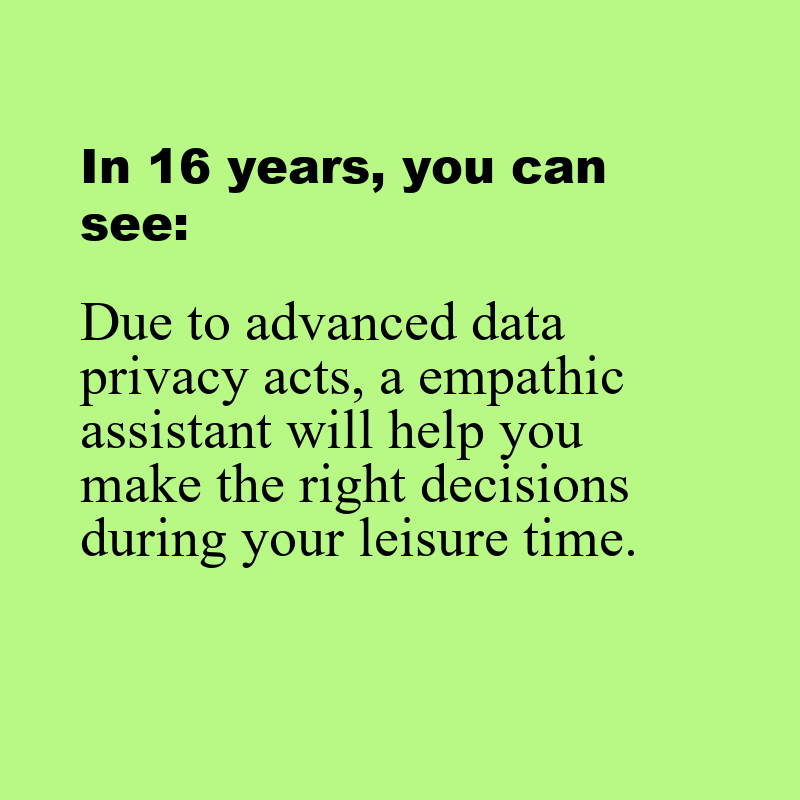 In 16 years, you can
see:
Due to advanced data
privacy acts, a empathic
assistant will help you
make the right decisions
during your leisure time.